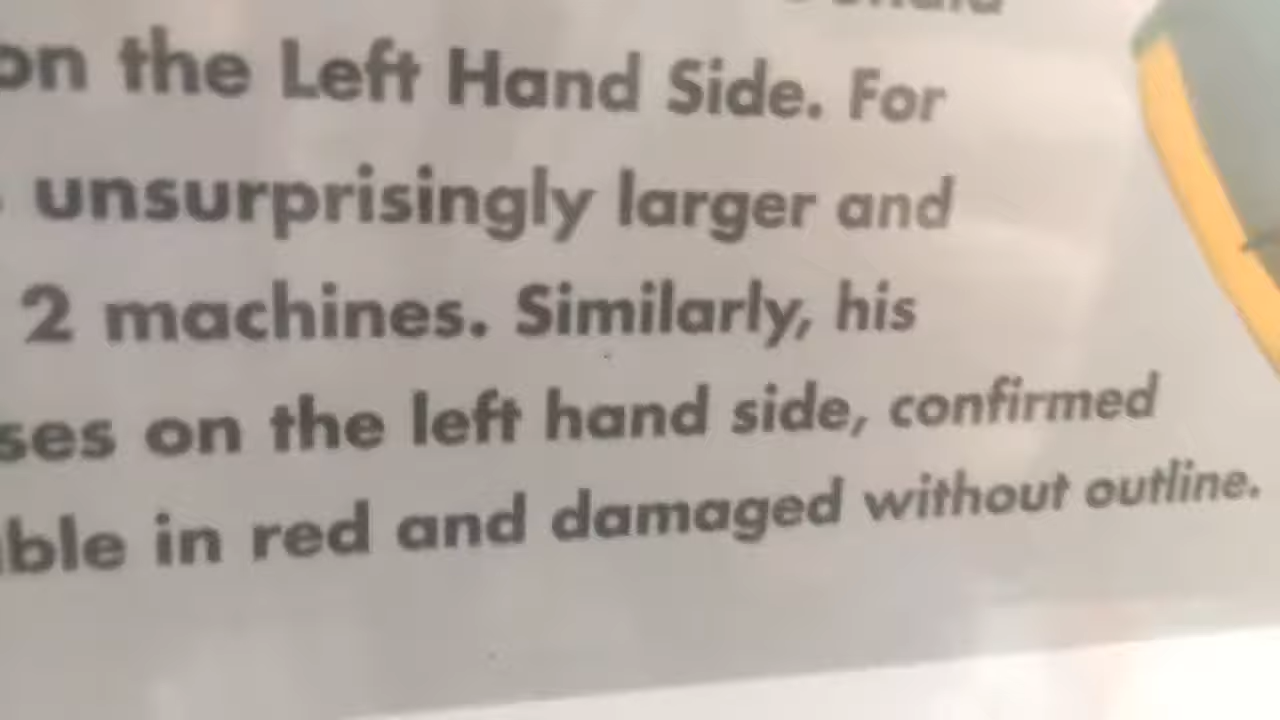 on the Left Hand Side. For
unsurprisingly larger and
2 machines. Similarly, his
ses on the left hand side, confirmed
ble in red and damaged without outline.